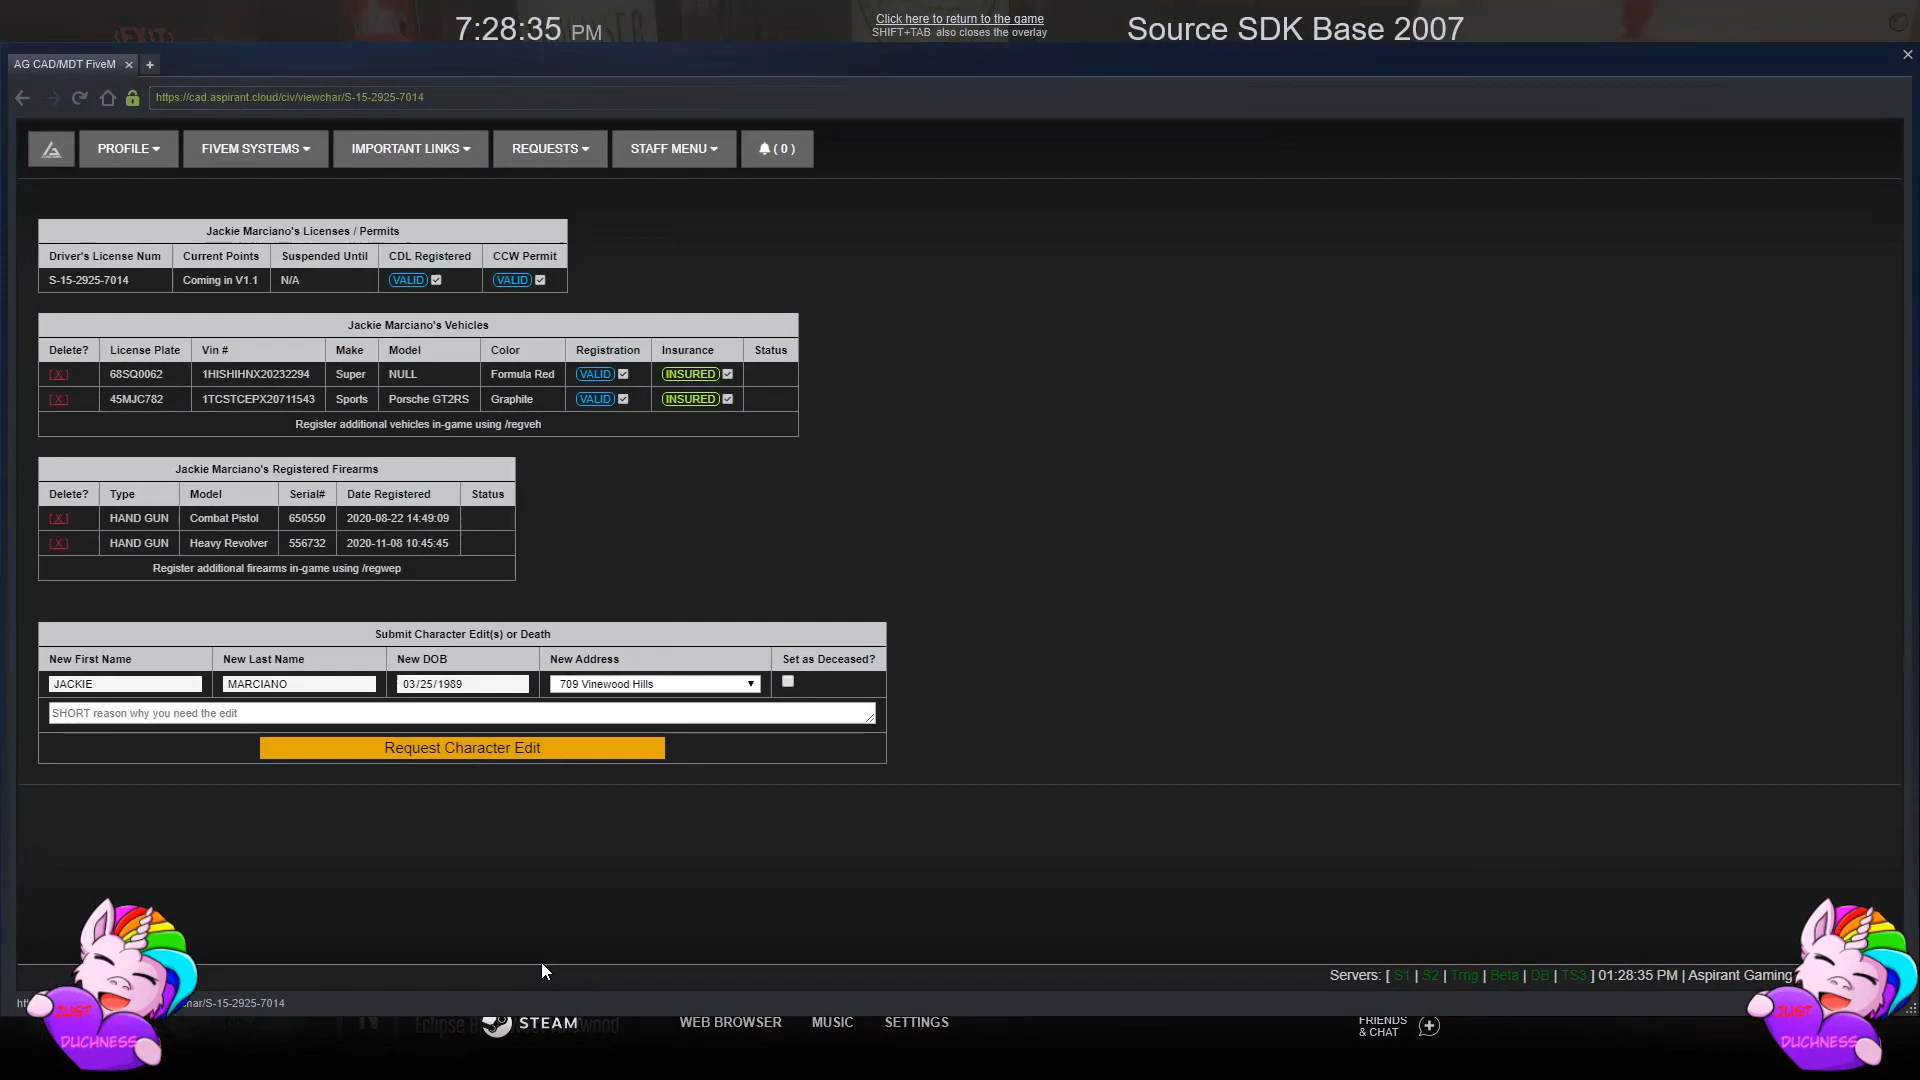 7:28:35 PM
Click here to return to the game
SHIFT+TAB also closes the overlay
Source SDK Base 2007
AG CAD/MDT FiveM × +
https://cad.aspirant.cloud/civ/viewchar/S-15-2925-7014
PROFILE FIVEM SYSTEMS IMPORTANT LINKS REQUESTS STAFF MENU ( 0 )
Jackie Marciano's Licenses / Permits
Driver's License Num Current Points Suspended Until CDL Registered CCW Permit
S-15-2925-7014 Coming in V1.1 N/A VALID VALID
Jackie Marciano's Vehicles
Delete? License Plate Vin # Make Model Color Registration Insurance Status
[ X ] 68SQ0062 1HISHIHNX20232294 Super NULL Formula Red VALID INSURED
[ X ] 45MJC782 1TCSTCEPX20711543 Sports Porsche GT2RS Graphite VALID INSURED
Register additional vehicles in-game using /regveh
Jackie Marciano's Registered Firearms
Delete? Type Model Serial# Date Registered Status
[ X ] HAND GUN Combat Pistol 650550 2020-08-22 14:49:09
[ X ] HAND GUN Heavy Revolver 556732 2020-11-08 10:45:45
Register additional firearms in-game using /regwep
Submit Character Edit(s) or Death
New First Name New Last Name New DOB New Address Set as Deceased?
JACKIE MARCIANO 03/25/1989 709 Vinewood Hills
SHORT reason why you need the edit
Request Character Edit
Servers: [ S1 | S2 | Trng | Beta | DB | TS3 ] 01:28:35 PM | Aspirant Gaming
har/S-15-2925-7014
STEAM WEB BROWSER MUSIC SETTINGS
FRIENDS
& CHAT
JUST
DUCHNESS
JUST
DUCHNESS